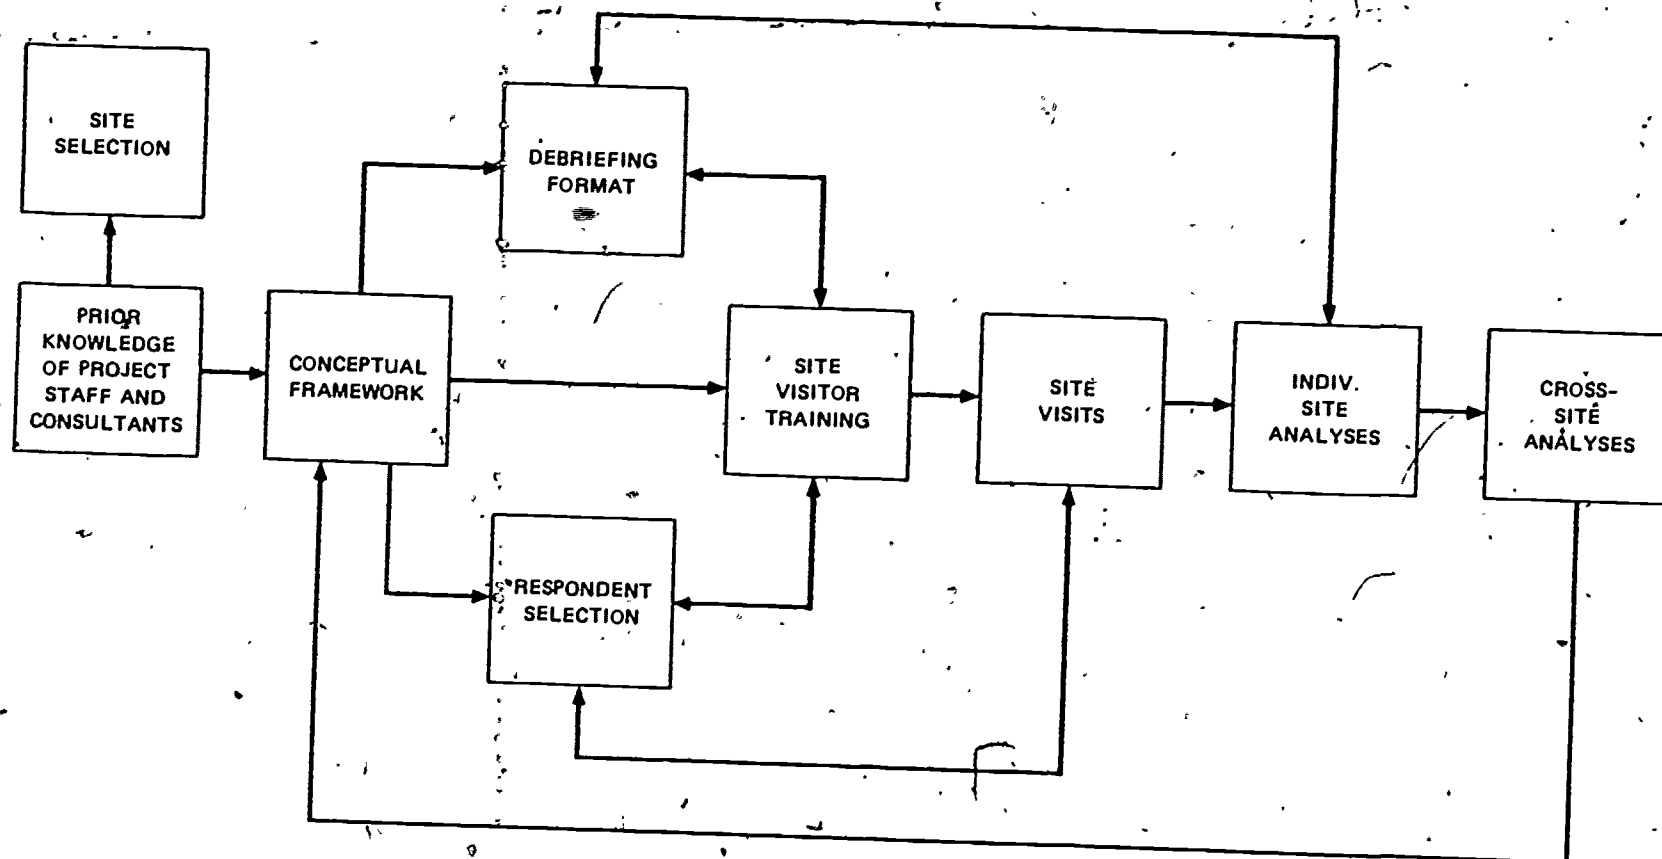 SITE
SELECTION
PRIOR
KNOWLEDGE
OF PROJECT
STAFF AND
CONSULTANTS
CONCEPTUAL
FRAMEWORK
DEBRIEFING
FORMAT
RESPONDENT
SELECTION
SITE
VISITOR
TRAINING
SITE
VISITS
INDIV.
SITE
ANALYSES
CROSS-
SITE
ANALYSES